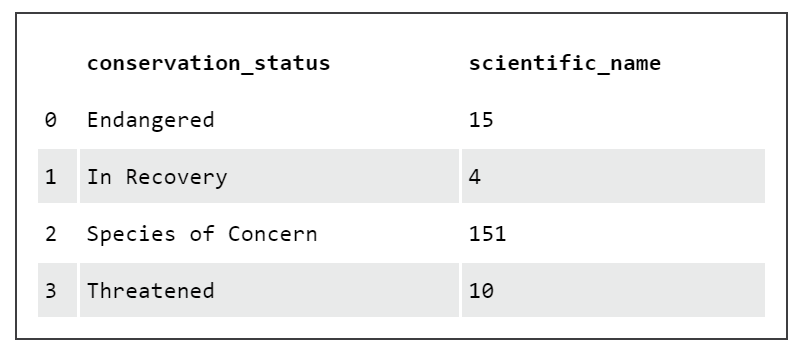 conservation_status scientific_name
0 Endangered 15
1 In Recovery 4
2 Species of Concern 151
3 Threatened 10